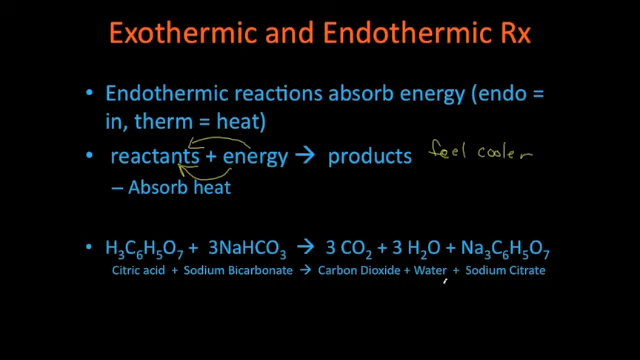 Exothermic and Endothermic Rx
• Endothermic reactions absorb energy (endo =
in, therm = heat)
• reactants + energy → products feel cooler
– Absorb heat
• H₃C₆H₅O₇ + 3NaHCO₃ → 3 CO₂ + 3 H₂O + Na₃C₆H₅O₇
Citric acid + Sodium Bicarbonate → Carbon Dioxide + Water + Sodium Citrate